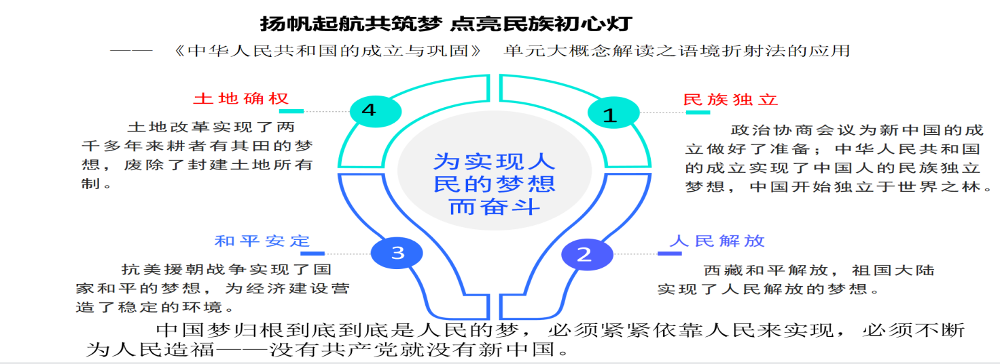 扬帆起航共筑梦 点亮民族初心灯
—— 《中华人民共和国的成立与巩固》 单元大概念解读之语境折射法的应用
民族独立
1
政治协商会议为新中国的成
立做好了准备；中华人民共和国
的成立实现了中国人的民族独立
梦想，中国开始独立于世界之林。
人民解放
2
西藏和平解放，祖国大陆
实现了人民解放的梦想。
和平安定
3
抗美援朝战争实现了国
家和平的梦想，为经济建设营
造了稳定的环境。
土地确权
4
土地改革实现了两
千多年来耕者有其田的梦
想，废除了封建土地所有
制。
为实现人
民的梦想
而奋斗
中国梦归根到底到底是人民的梦，必须紧紧依靠人民来实现，必须不断
为人民造福——没有共产党就没有新中国。